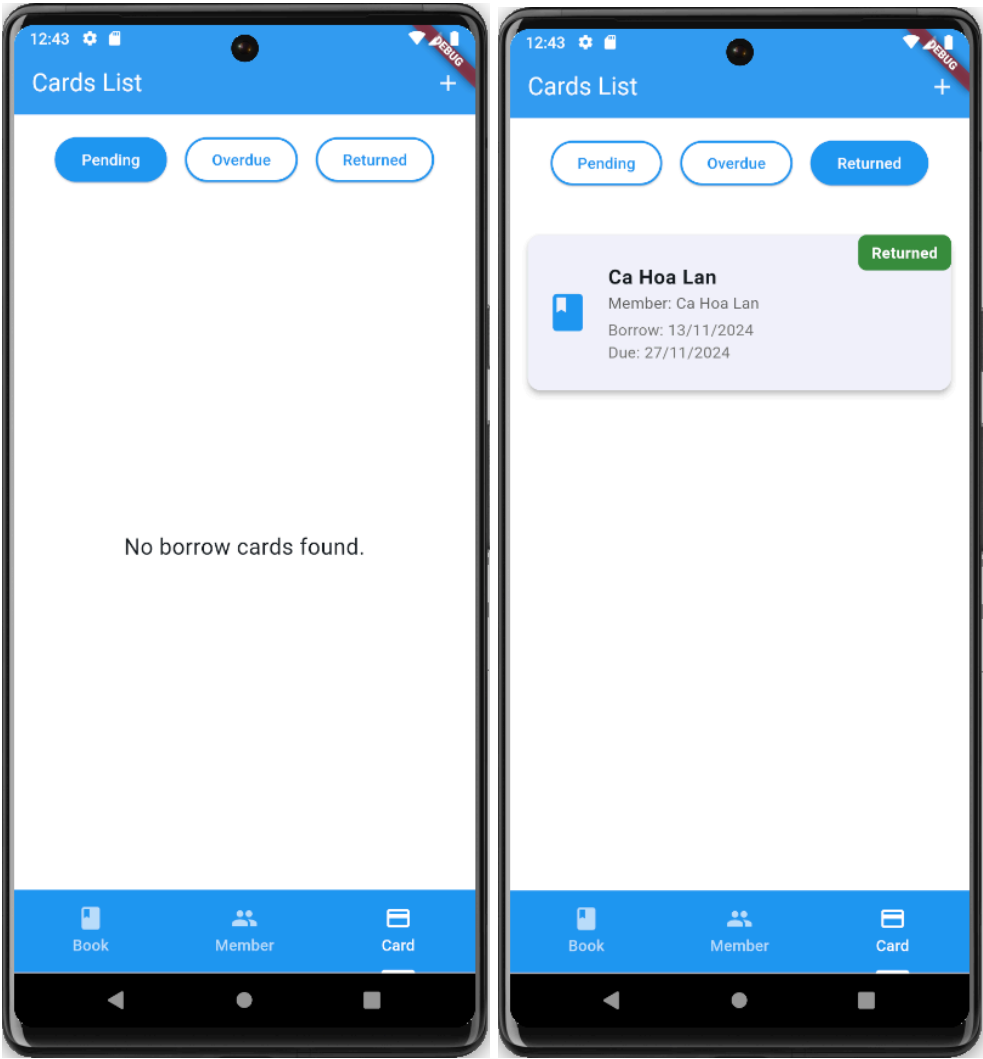 12:43
DEBUG
Cards List
+
Pending Overdue Returned
No borrow cards found.
Book Member Card
12:43
DEBUG
Cards List
+
Pending Overdue Returned
Returned
Ca Hoa Lan
Member: Ca Hoa Lan
Borrow: 13/11/2024
Due: 27/11/2024
Book Member Card